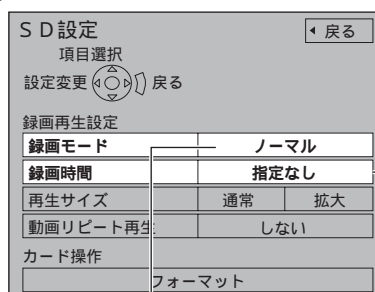 ＳＤ設定
戻る
項目選択
設定変更 戻る
録画再生設定
録画モード ノーマル
録画時間 指定なし
再生サイズ 通常 拡大
動画リピート再生 しない
カード操作
フォーマット